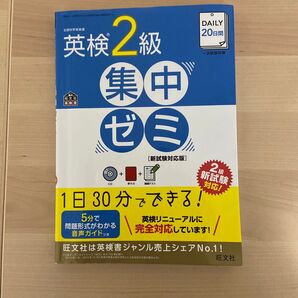 文部科学省後援
英検®2級
DAILY
20日間
集中
ゼミ
[新試験対応版]
CD
2級
新試験
対応!
1日30分でできる!
5分で
問題形式がわかる
音声ガイドつき
英検リニューアルに
完全対応しています!
旺文社は英検書ジャンル売上シェアNo.1!
旺文社